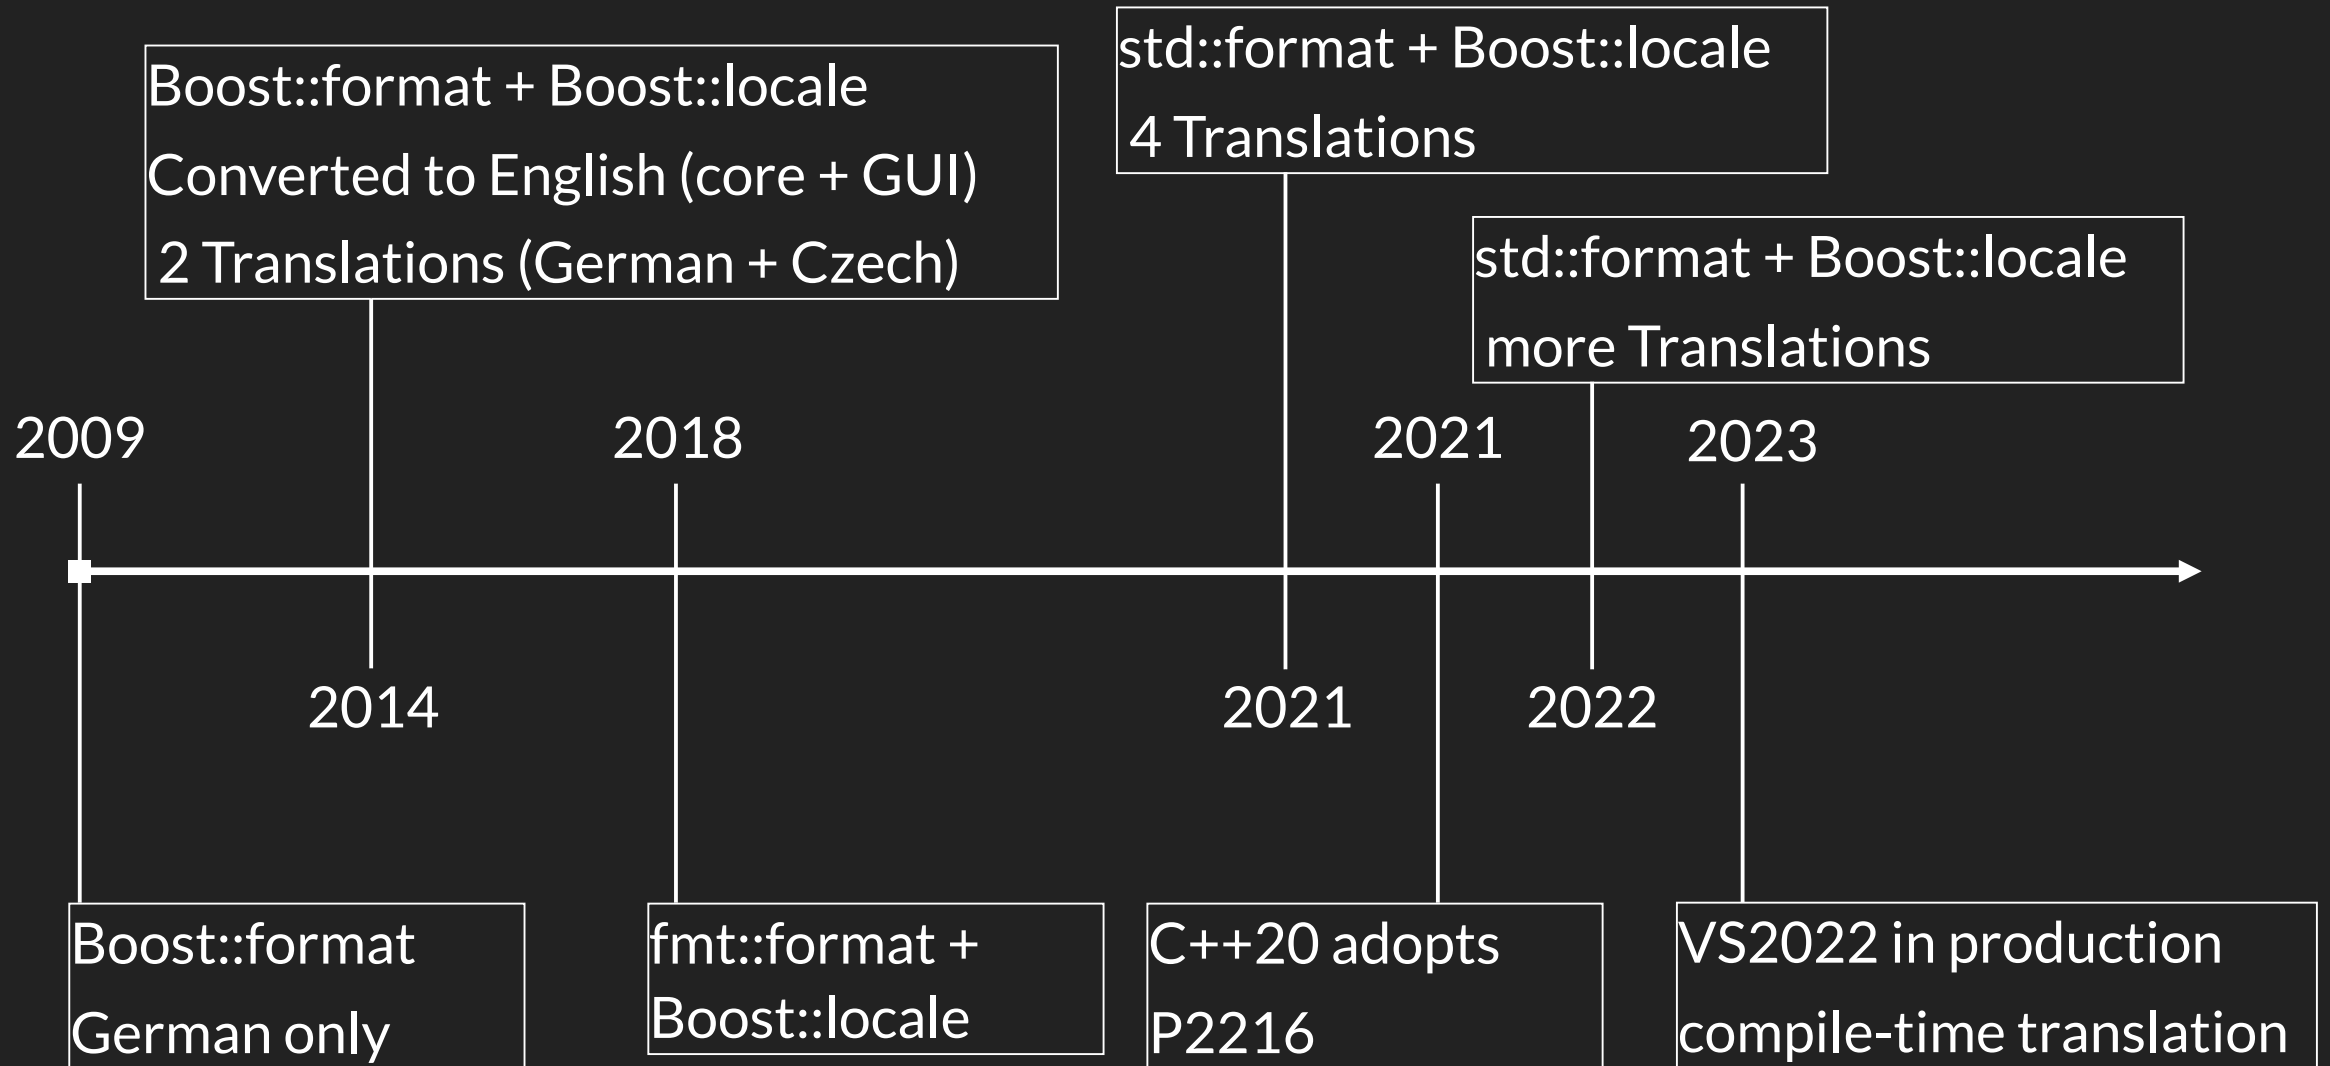 std::format + Boost::locale
4 Translations
Boost::format + Boost::locale
Converted to English (core + GUI)
2 Translations (German + Czech)
std::format + Boost::locale
more Translations
2009
2018
2021
2023
2014
2021
2022
Boost::format
German only
fmt::format +
Boost::locale
C++20 adopts
P2216
VS2022 in production
compile-time translation